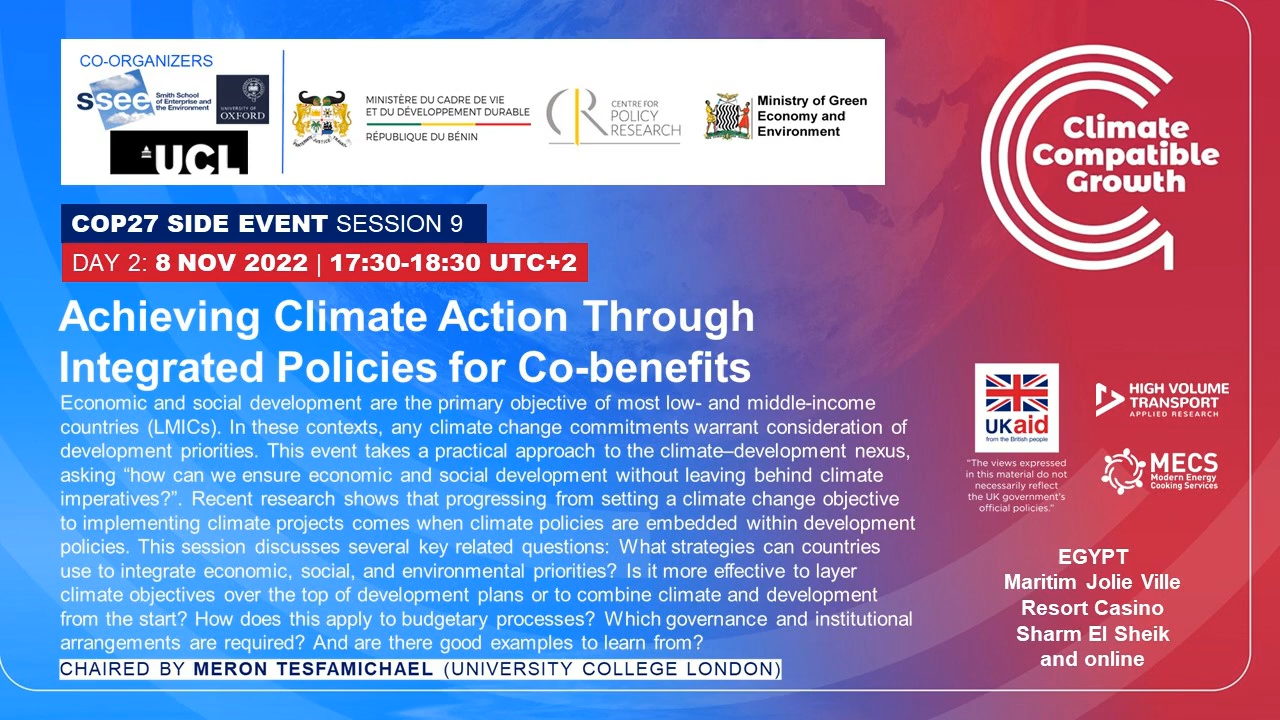 CO-ORGANIZERS
ssee
Smith School
of Enterprise and
the Environment
UNIVERSITY OF
OXFORD
UCL
MINISTÈRE DU CADRE DE VIE
ET DU DÉVELOPPEMENT DURABLE
RÉPUBLIQUE DU BÉNIN
CR
CENTRE FOR
POLICY
RESEARCH
Ministry of Green
Economy and
Environment
Climate
Compatible
Growth
COP27 SIDE EVENT SESSION 9
DAY 2: 8 NOV 2022 | 17:30-18:30 UTC+2
Achieving Climate Action Through
Integrated Policies for Co-benefits
Economic and social development are the primary objective of most low- and middle-income
countries (LMICs). In these contexts, any climate change commitments warrant consideration of
development priorities. This event takes a practical approach to the climate–development nexus,
asking “how can we ensure economic and social development without leaving behind climate
imperatives?”. Recent research shows that progressing from setting a climate change objective
to implementing climate projects comes when climate policies are embedded within development
policies. This session discusses several key related questions: What strategies can countries
use to integrate economic, social, and environmental priorities? Is it more effective to layer
climate objectives over the top of development plans or to combine climate and development
from the start? How does this apply to budgetary processes? Which governance and institutional
arrangements are required? And are there good examples to learn from?
CHAIRED BY MERON TESFAMICHAEL (UNIVERSITY COLLEGE LONDON)
UKaid
from the British people
“The views expressed
in this material do not
necessarily reflect
the UK government’s
official policies.”
HIGH VOLUME
TRANSPORT
APPLIED RESEARCH
MECS
Modern Energy
Cooking Services
EGYPT
Maritim Jolie Ville
Resort Casino
Sharm El Sheik
and online